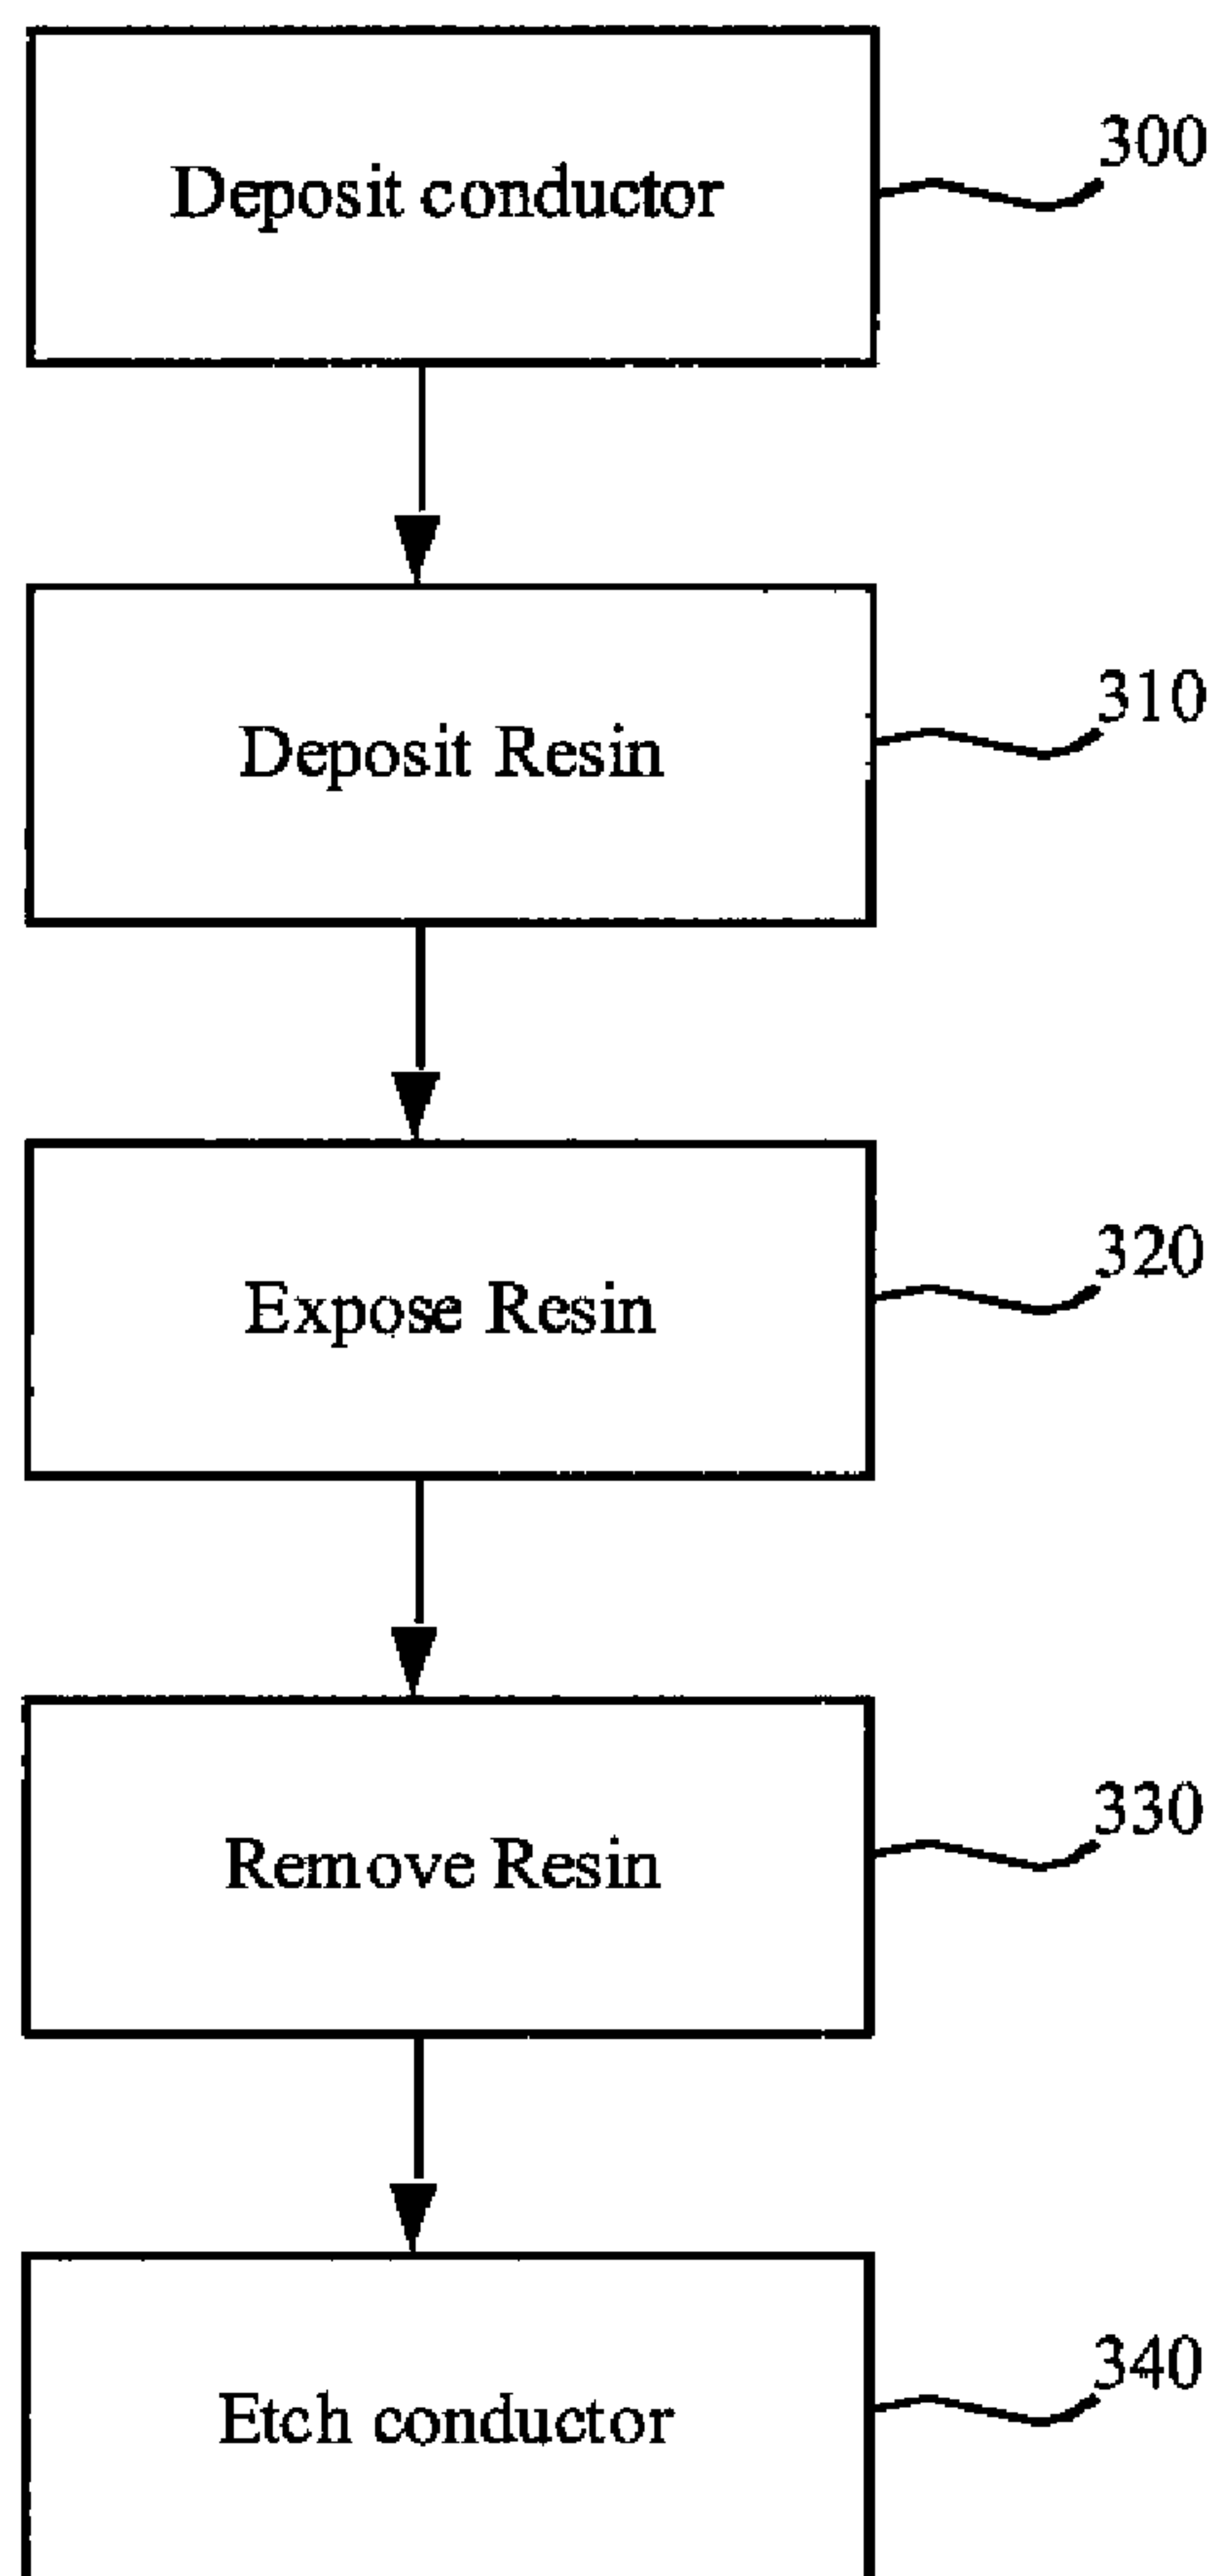 Deposit conductor
300
Deposit Resin
310
Expose Resin
320
Remove Resin
330
Etch conductor
340